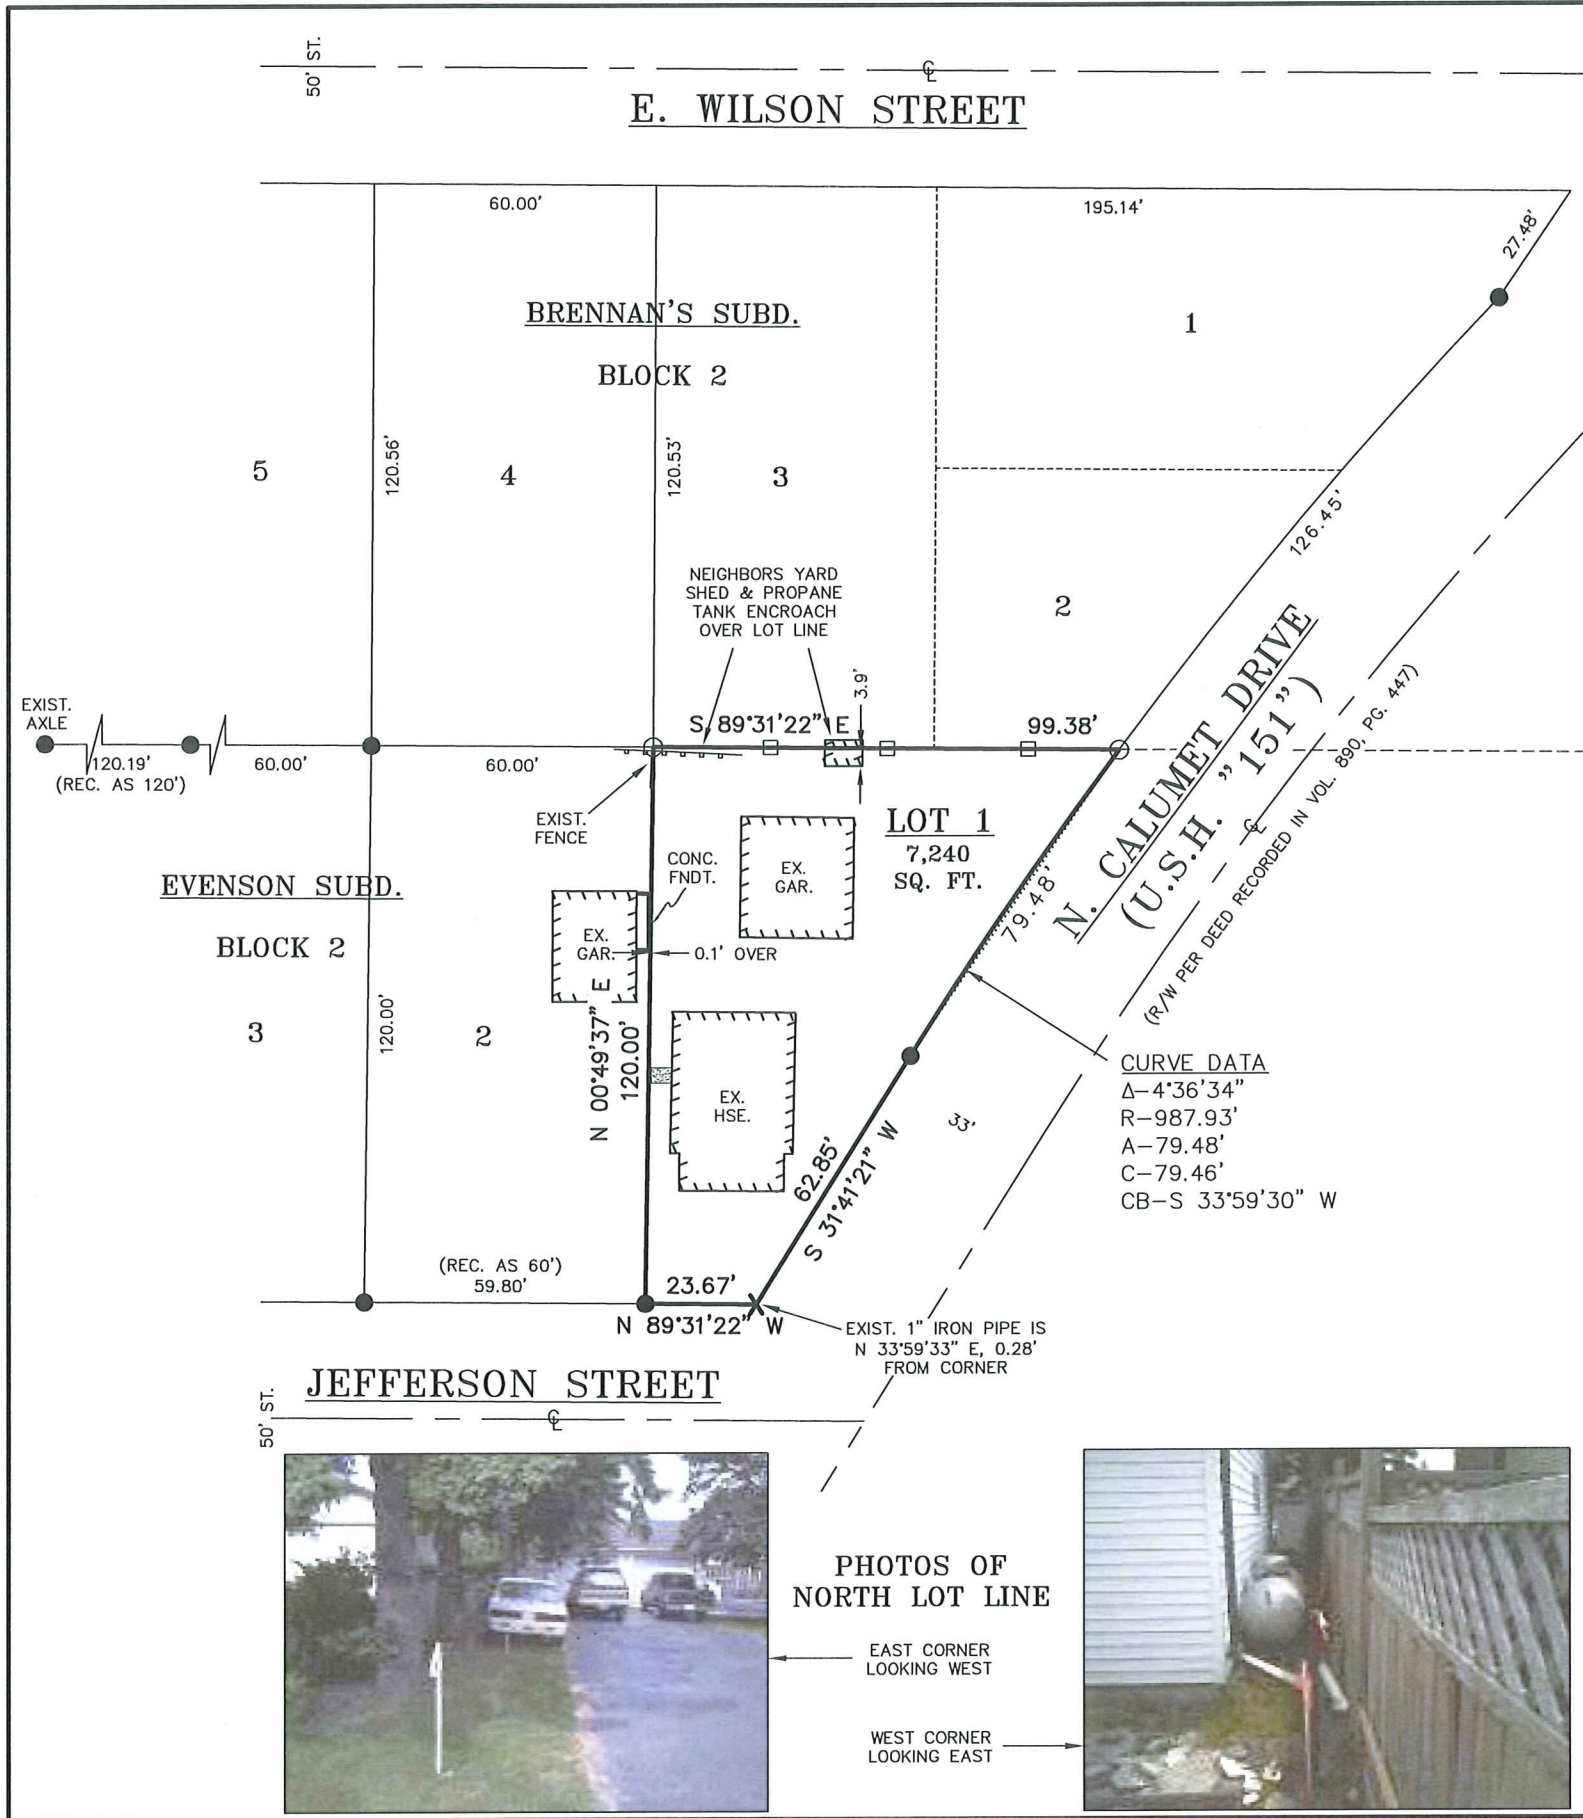 50' ST.
℄
E. WILSON STREET
60.00'
195.14'
27.48'
BRENNAN'S SUBD.
BLOCK 2
1
5
120.56'
4
120.53'
3
126.45'
NEIGHBORS YARD
SHED & PROPANE
TANK ENCROACH
OVER LOT LINE
2
EXIST.
AXLE
120.19'
(REC. AS 120')
60.00'
60.00'
S 89°31'22" E
3.9'
99.38'
EXIST.
FENCE
LOT 1
7,240
SQ. FT.
N. CALUMET DRIVE
(U.S.H. "151")
℄
(R/W PER DEED RECORDED IN VOL. 890, PG. 447)
79.48'
EVENSON SUBD.
BLOCK 2
CONC.
FNDT.
EX.
GAR.
EX.
GAR.
0.1' OVER
3
120.00'
2
N 00°49'37" E
120.00'
EX.
HSE.
33'
CURVE DATA
Δ–4°36'34"
R–987.93'
A–79.48'
C–79.46'
CB–S 33°59'30" W
62.85'
S 31°41'21" W
(REC. AS 60')
59.80'
23.67'
N 89°31'22" W
EXIST. 1" IRON PIPE IS
N 33°59'33" E, 0.28'
FROM CORNER
JEFFERSON STREET
50' ST.
℄
PHOTOS OF
NORTH LOT LINE
EAST CORNER
LOOKING WEST
WEST CORNER
LOOKING EAST